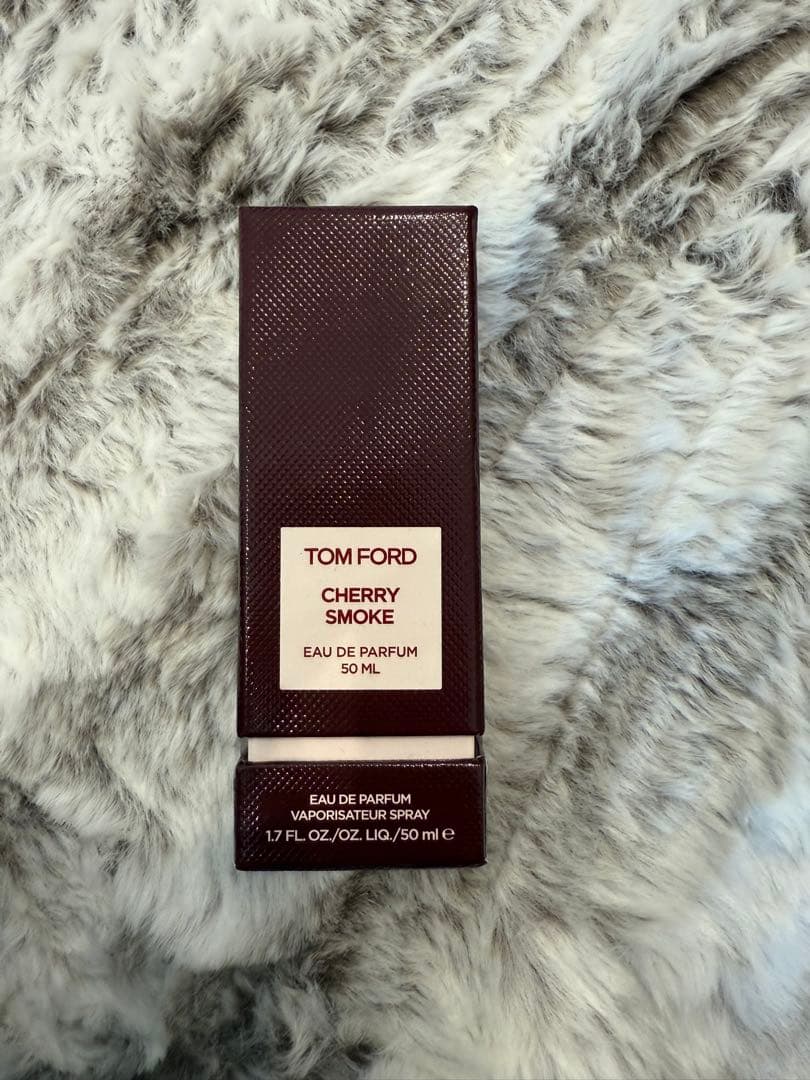 TOM FORD
CHERRY
SMOKE
EAU DE PARFUM
50 ML
EAU DE PARFUM
VAPORISATEUR SPRAY
1.7 FL. OZ./OZ. LIQ./50 ml ℮